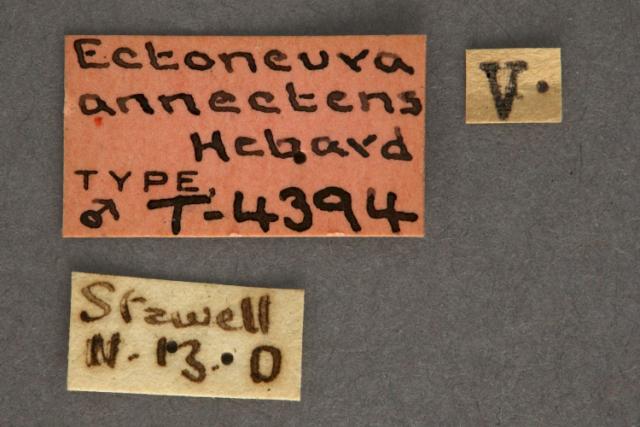 Ectoneura
annectens
Hebard
TYPE
♂ T-4394
V.
Stawell
N. 13. O